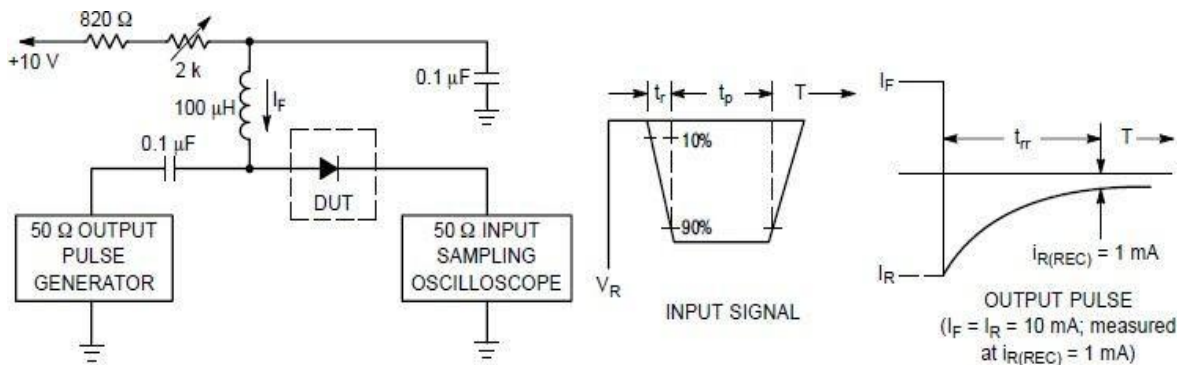 820 Ω
+10 V
2 k
100 μH
I_F
0.1 μF
0.1 μF
DUT
50 Ω OUTPUT
PULSE
GENERATOR
50 Ω INPUT
SAMPLING
OSCILLOSCOPE
t_r
t_p
T
10%
90%
V_R
INPUT SIGNAL
I_F
t_rr
T
I_R
i_R(REC) = 1 mA
OUTPUT PULSE
(I_F = I_R = 10 mA; measured
at i_R(REC) = 1 mA)